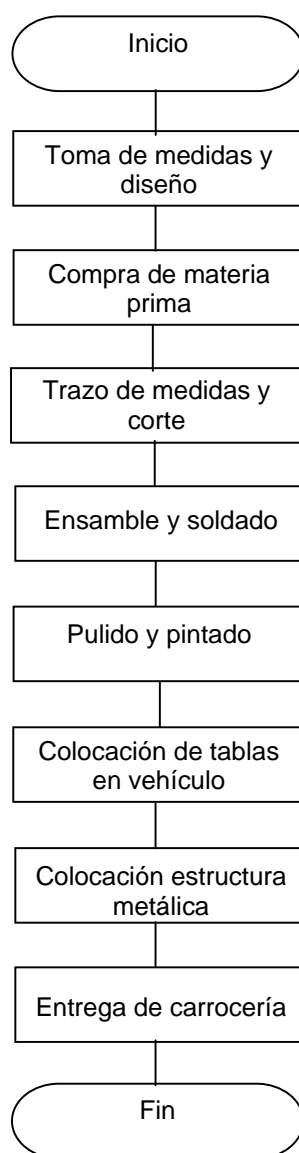 Inicio
Toma de medidas y
diseño
Compra de materia
prima
Trazo de medidas y
corte
Ensamble y soldado
Pulido y pintado
Colocación de tablas
en vehículo
Colocación estructura
metálica
Entrega de carrocería
Fin